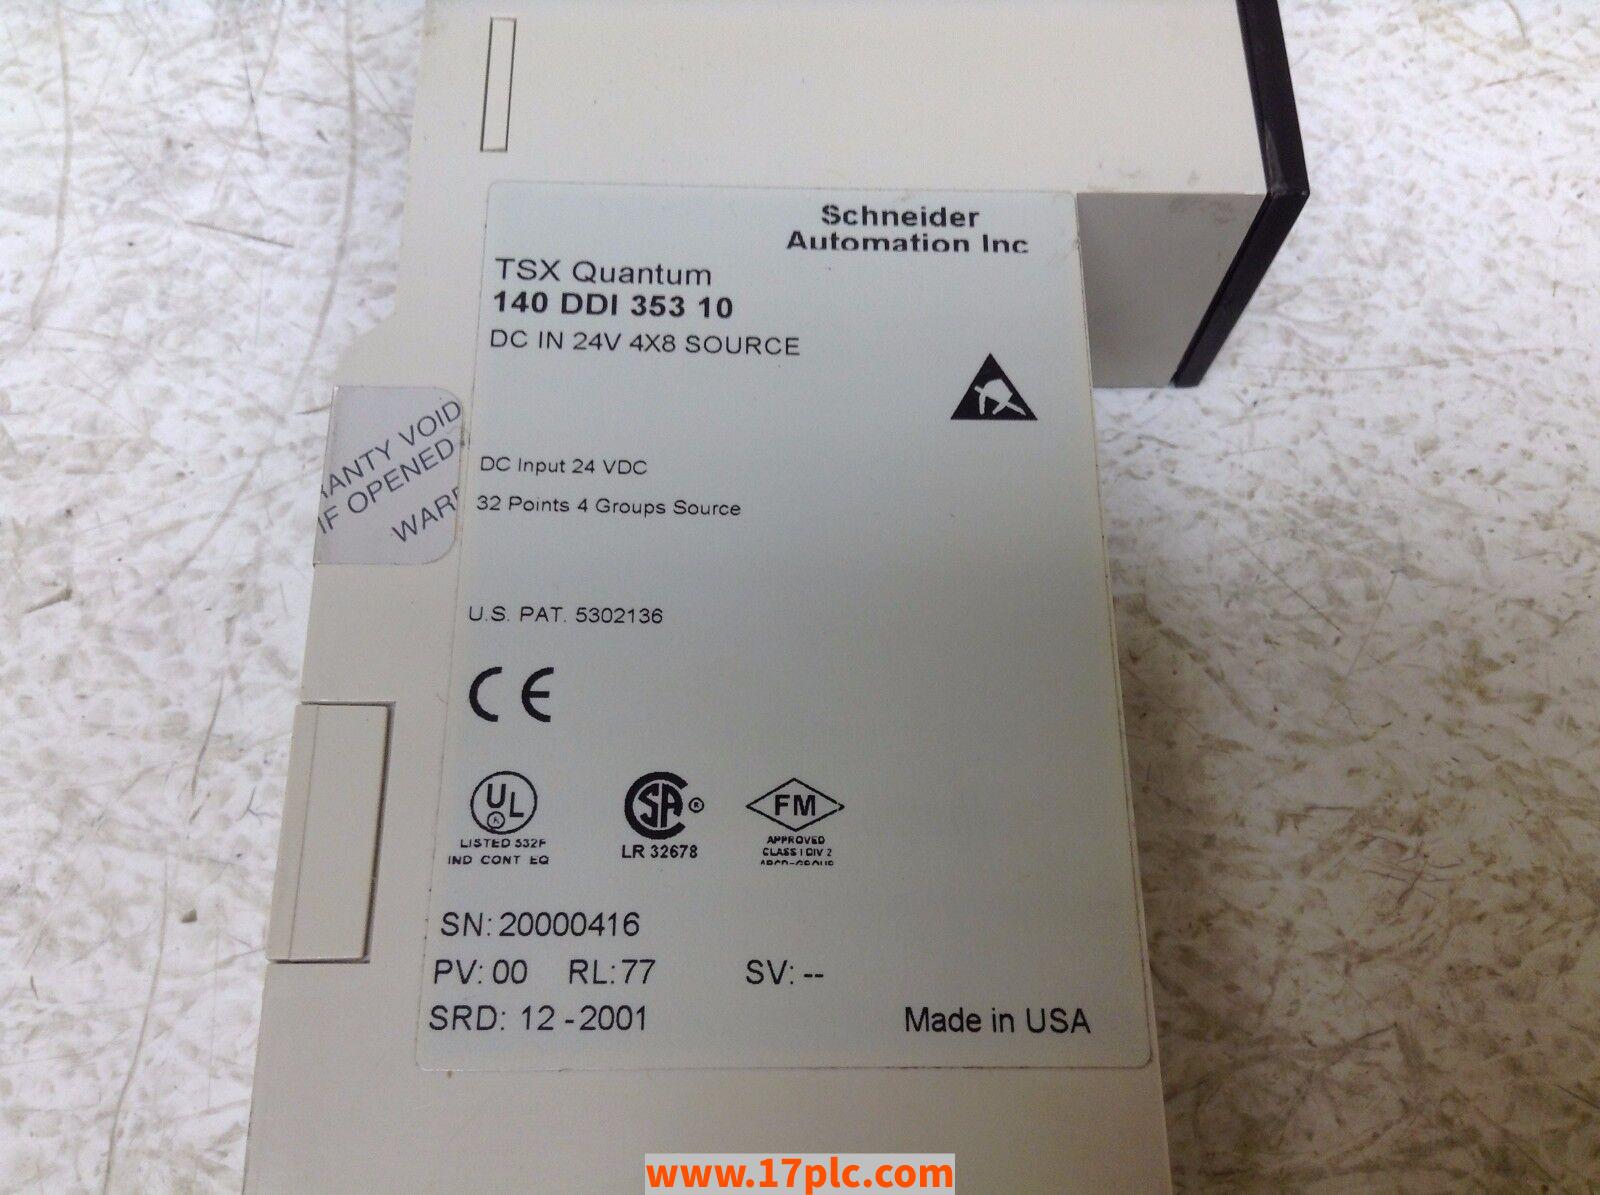 Schneider
Automation Inc
TSX Quantum
140 DDI 353 10
DC IN 24V 4X8 SOURCE
VOID
IF OPENED
DC Input 24 VDC
32 Points 4 Groups Source
U.S. PAT. 5302136
CE
UL
R
LISTED 532F
IND CONT EQ
SA ®
LR 32678
FM
APPROVED
CLASS I DIV 2
ABCD-GROUP
SN: 20000416
PV: 00 RL: 77 SV: --
SRD: 12 - 2001
Made in USA
www.17plc.com